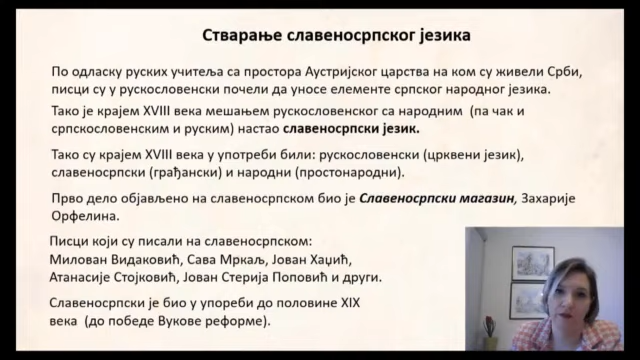 Стварање славеносрпског језика
По одласку руских учитеља са простора Аустријског царства на ком су живели Срби,
писци су у рускословенски почели да уносе елементе српског народног језика.
Тако је крајем XVIII века мешањем рускословенског са народним (па чак и
српскословенским и руским) настао славеносрпски језик.
Тако су крајем XVIII века у употреби били: рускословенски (црквени језик),
славеносрпски (грађански) и народни (простонародни).
Прво дело објављено на славеносрпском био је Славеносрпски магазин, Захарије
Орфелина.
Писци који су писали на славеносрпском:
Милован Видаковић, Сава Мркаљ, Јован Хаџић,
Атанасије Стојковић, Јован Стерија Поповић и други.
Славеносрпски је био у упореби до половине XIX
века (до победе Вукове реформе).